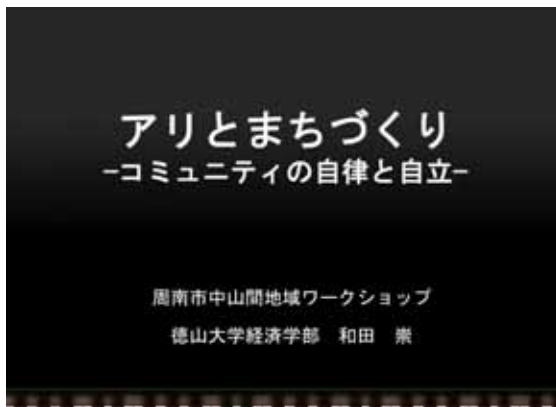 アリとまちづくり
−コミュニティの自律と自立−
周南市中山間地域ワークショップ
徳山大学経済学部　和田　崇